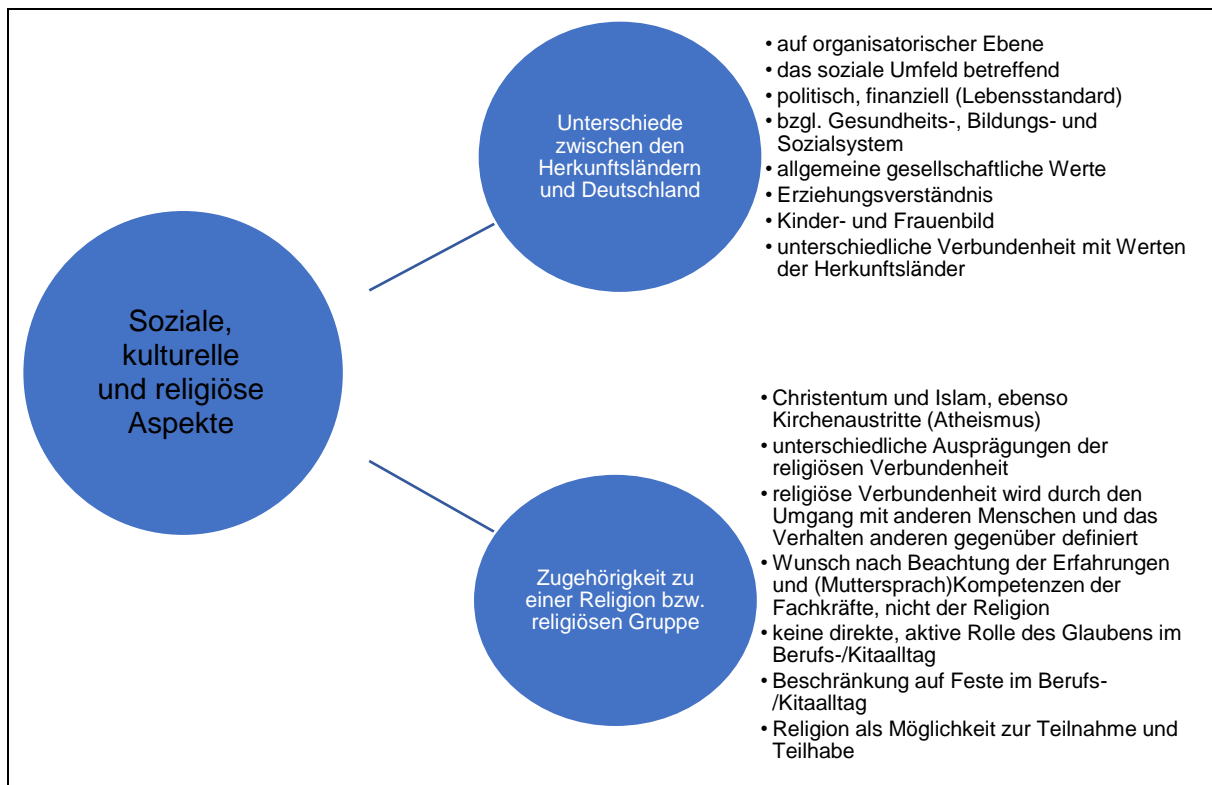 Soziale,
kulturelle
und religiöse
Aspekte
Unterschiede
zwischen den
Herkunftsländern
und Deutschland
• auf organisatorischer Ebene
• das soziale Umfeld betreffend
• politisch, finanziell (Lebensstandard)
• bzgl. Gesundheits-, Bildungs- und
Sozialsystem
• allgemeine gesellschaftliche Werte
• Erziehungsverständnis
• Kinder- und Frauenbild
• unterschiedliche Verbundenheit mit Werten
der Herkunftsländer
Zugehörigkeit zu
einer Religion bzw.
religiösen Gruppe
• Christentum und Islam, ebenso
Kirchenaustritte (Atheismus)
• unterschiedliche Ausprägungen der
religiösen Verbundenheit
• religiöse Verbundenheit wird durch den
Umgang mit anderen Menschen und das
Verhalten anderen gegenüber definiert
• Wunsch nach Beachtung der Erfahrungen
und (Muttersprach)Kompetenzen der
Fachkräfte, nicht der Religion
• keine direkte, aktive Rolle des Glaubens im
Berufs-/Kitaalltag
• Beschränkung auf Feste im Berufs-
/Kitaalltag
• Religion als Möglichkeit zur Teilnahme und
Teilhabe